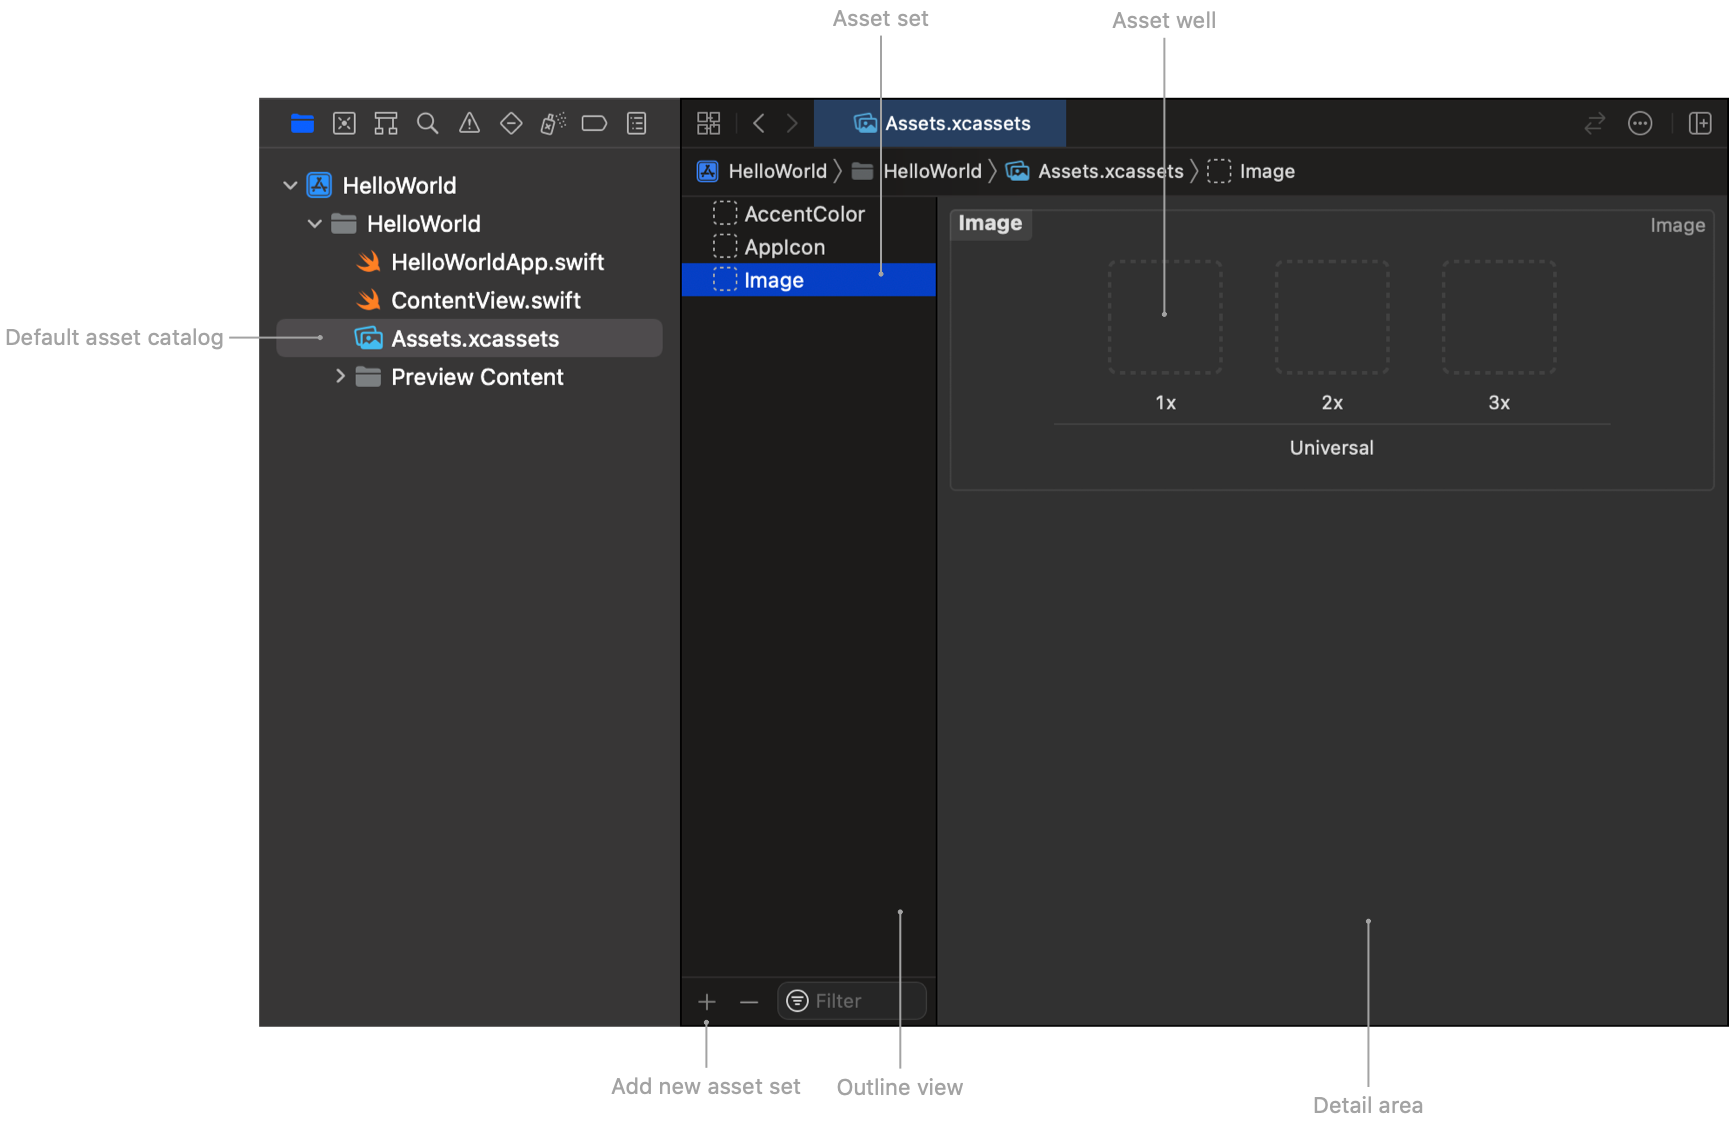 Asset set
Asset well
Assets.xcassets
HelloWorld
HelloWorld
Assets.xcassets
Image
HelloWorld
HelloWorld
HelloWorldApp.swift
ContentView.swift
Default asset catalog
Assets.xcassets
Preview Content
AccentColor
AppIcon
Image
Image
Image
1x
2x
3x
Universal
Filter
Add new asset set
Outline view
Detail area